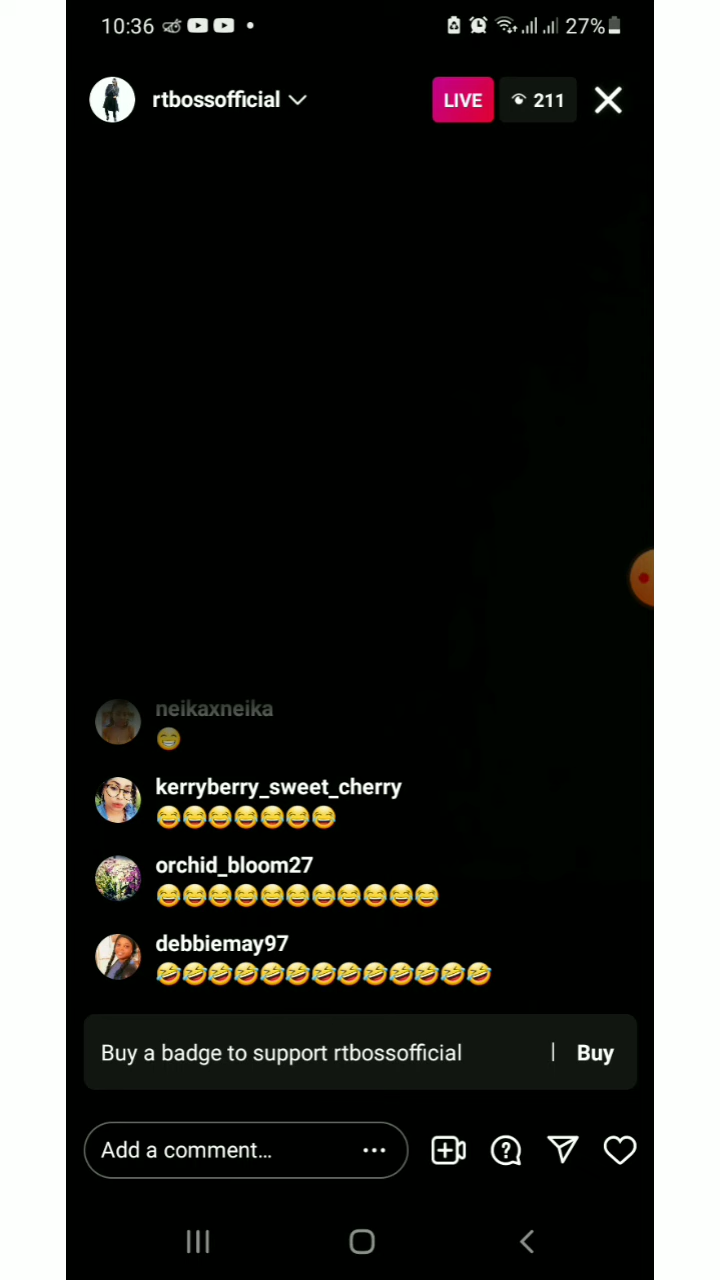 10:36 27%
rtbossofficial LIVE 211
neikaxneika
😁
kerryberry_sweet_cherry
😂😂😂😂😂😂😂
orchid_bloom27
😂😂😂😂😂😂😂😂😂😂😂
debbiemay97
🤣🤣🤣🤣🤣🤣🤣🤣🤣🤣🤣🤣🤣
Buy a badge to support rtbossofficial | Buy
Add a comment...